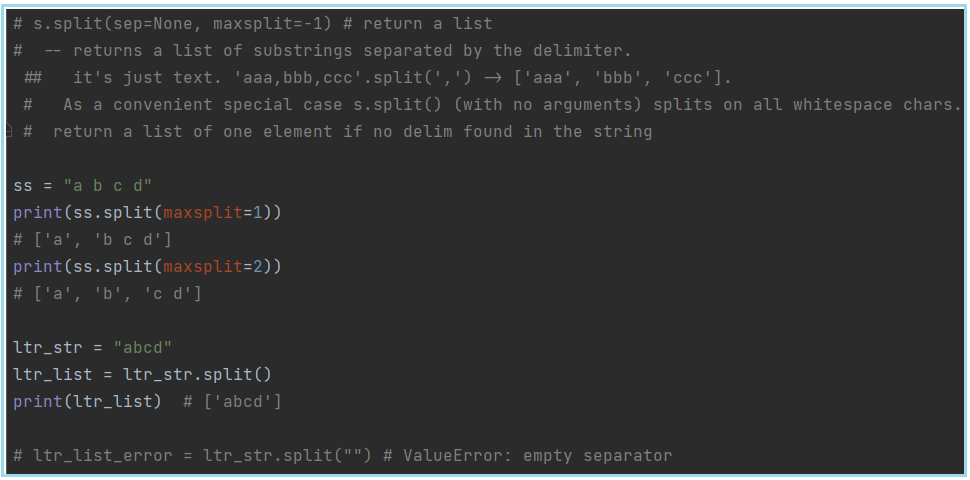 # s.split(sep=None, maxsplit=-1) # return a list
#  -- returns a list of substrings separated by the delimiter.
##   it's just text. 'aaa,bbb,ccc'.split(',') -> ['aaa', 'bbb', 'ccc'].
#   As a convenient special case s.split() (with no arguments) splits on all whitespace chars.
#  return a list of one element if no delim found in the string
ss = "a b c d"
print(ss.split(maxsplit=1))
# ['a', 'b c d']
print(ss.split(maxsplit=2))
# ['a', 'b', 'c d']
ltr_str = "abcd"
ltr_list = ltr_str.split()
print(ltr_list)  # ['abcd']
# ltr_list_error = ltr_str.split("") # ValueError: empty separator